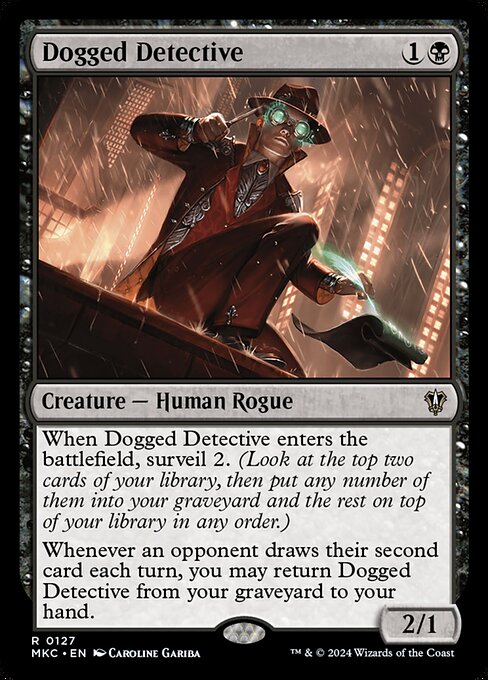 Dogged Detective 1
Creature — Human Rogue
When Dogged Detective enters the
battlefield, surveil 2. (Look at the top two
cards of your library, then put any number of
them into your graveyard and the rest on top
of your library in any order.)
Whenever an opponent draws their second
card each turn, you may return Dogged
Detective from your graveyard to your
hand.
2/1
R 0127
MKC • EN Caroline Gariba
™ & © 2024 Wizards of the Coast